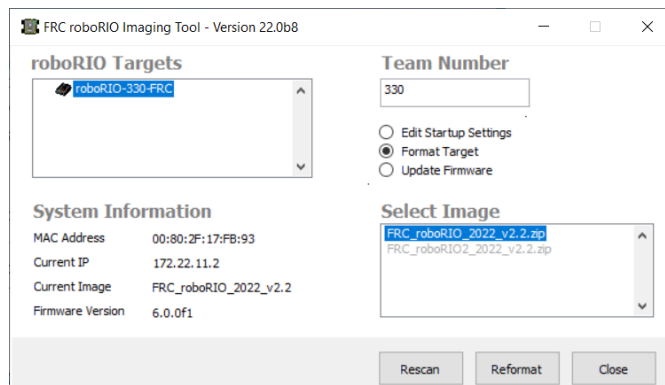 FRC roboRIO Imaging Tool - Version 22.0b8
roboRIO Targets
roboRIO-330-FRC
Team Number
330
Edit Startup Settings
Format Target
Update Firmware
System Information
MAC Address 00:80:2F:17:FB:93
Current IP 172.22.11.2
Current Image FRC_roboRIO_2022_v2.2
Firmware Version 6.0.0f1
Select Image
FRC_roboRIO_2022_v2.2.zip
FRC_roboRIO2_2022_v2.2.zip
Rescan Reformat Close